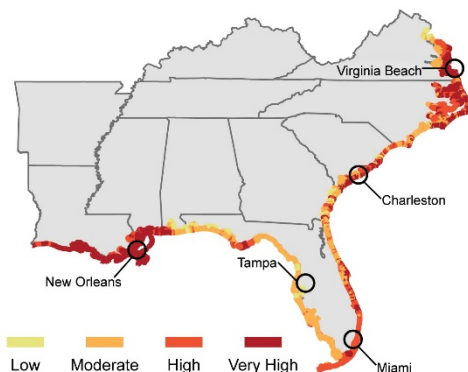 Virginia Beach
Charleston
New Orleans
Tampa
Miami
Low
Moderate
High
Very High